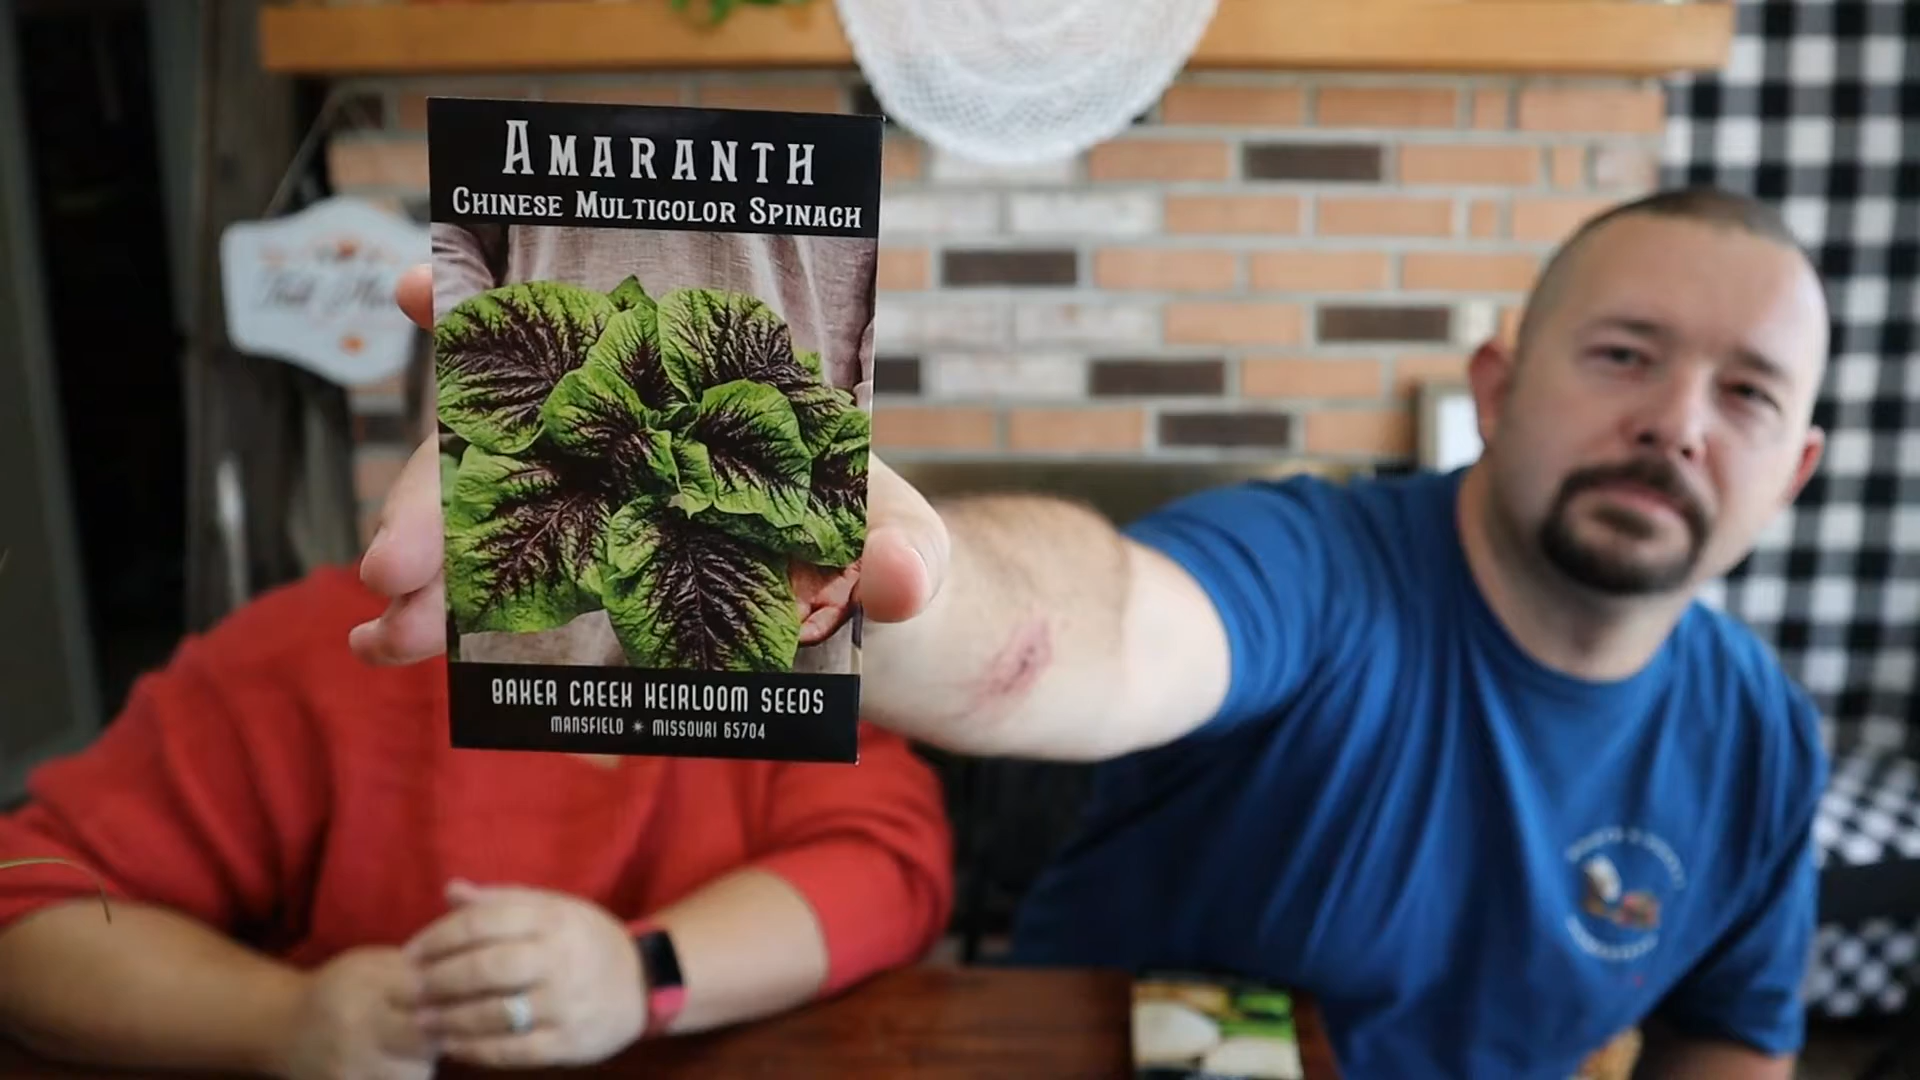 AMARANTH
CHINESE MULTICOLOR SPINACH
BAKER CREEK HEIRLOOM SEEDS
MANSFIELD ✷ MISSOURI 65704